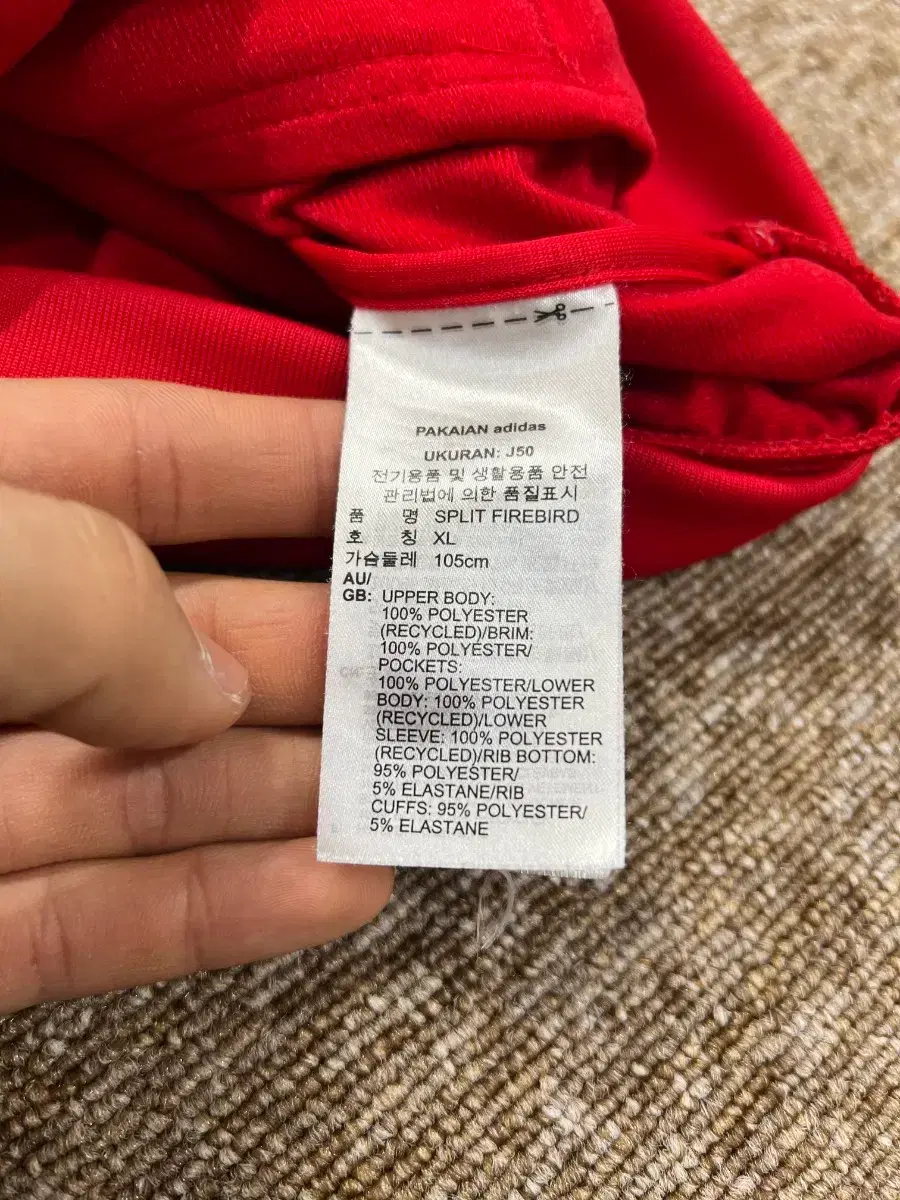 PAKAIAN adidas
UKURAN: J50
전기용품 및 생활용품 안전
관리법에 의한 품질표시
품 명 SPLIT FIREBIRD
호 칭 XL
가슴둘레 105cm
AU/
GB: UPPER BODY:
100% POLYESTER
(RECYCLED)/BRIM:
100% POLYESTER/
POCKETS:
100% POLYESTER/LOWER
BODY: 100% POLYESTER
(RECYCLED)/LOWER
SLEEVE: 100% POLYESTER
(RECYCLED)/RIB BOTTOM:
95% POLYESTER/
5% ELASTANE/RIB
CUFFS: 95% POLYESTER/
5% ELASTANE